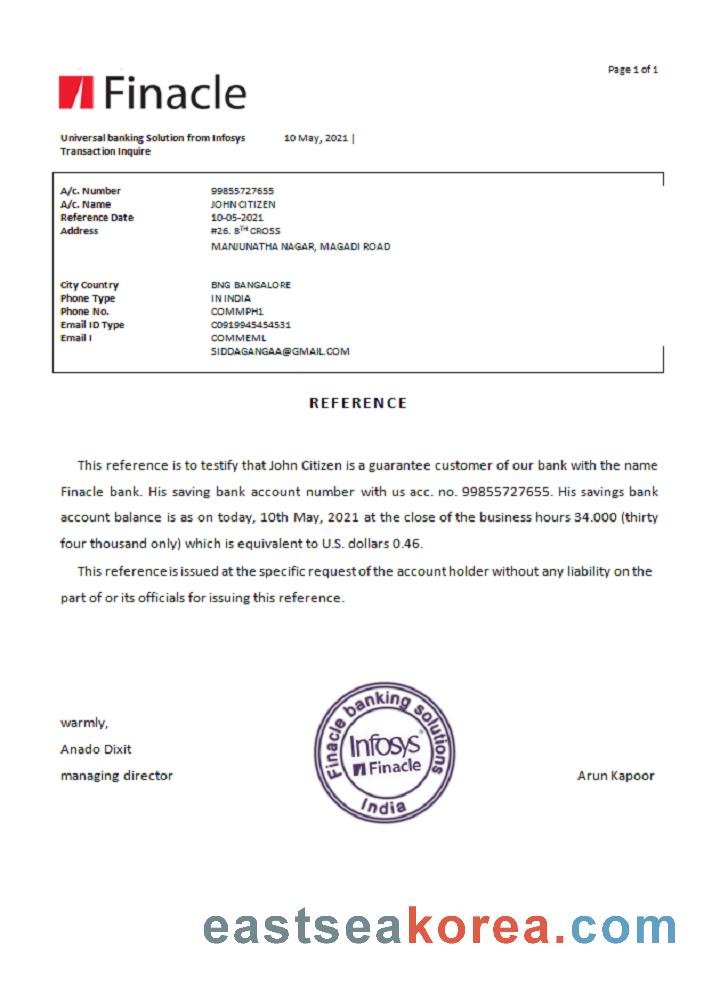 Page 1 of 1
Finacle
Universal banking Solution from Infosys 10 May, 2021 |
Transaction Inquire
A/c. Number 99855727655
A/c. Name JOHN CITIZEN
Reference Date 10-05-2021
Address #26. 8TH CROSS
MANJUNATHA NAGAR, MAGADI ROAD
City Country BNG BANGALORE
Phone Type IN INDIA
Phone No. COMMPH1
Email ID Type C0919945454531
Email I COMMEML
SIDDAGANGAA@GMAIL.COM
REFERENCE
This reference is to testify that John Citizen is a guarantee customer of our bank with the name
Finacle bank. His saving bank account number with us acc. no. 99855727655. His savings bank
account balance is as on today, 10th May, 2021 at the close of the business hours 34.000 (thirty
four thousand only) which is equivalent to U.S. dollars 0.46.
This reference is issued at the specific request of the account holder without any liability on the
part of or its officials for issuing this reference.
warmly,
Anado Dixit
managing director
Finacle banking solutions
Infosys
Finacle
India
Arun Kapoor
eastseakorea.com